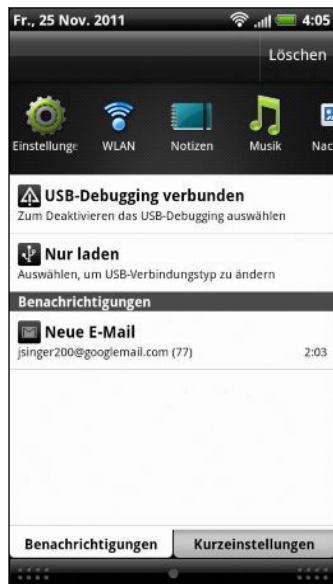 Fr., 25 Nov. 2011 4:05
Löschen
Einstellunge WLAN Notizen Musik Nac
USB-Debugging verbunden
Zum Deaktivieren das USB-Debugging auswählen
Nur laden
Auswählen, um USB-Verbindungstyp zu ändern
Benachrichtigungen
Neue E-Mail
jsinger200@googlemail.com (77) 2:03
Benachrichtigungen Kurzeinstellungen